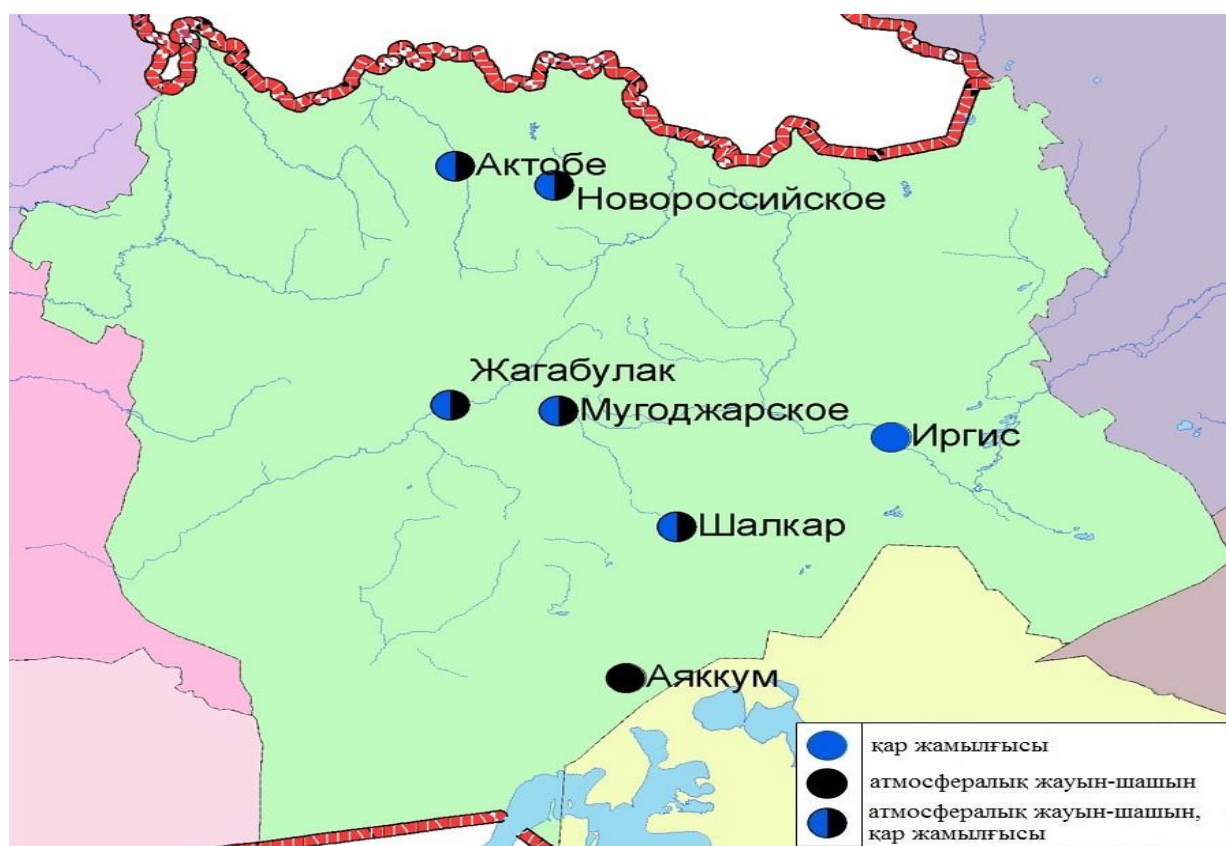 Актобе
Новороссийское
Жагабулак
Мугоджарское
Иргис
Шалкар
Аяккум
қар жамылғысы
атмосфералық жауын-шашын
атмосфералық жауын-шашын,
қар жамылғысы